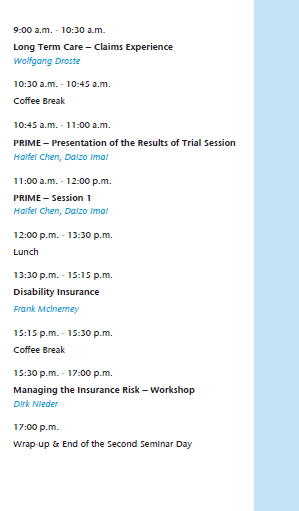 9:00 a.m. - 10:30 a.m.
Long Term Care – Claims Experience
Wolfgang Droste
10:30 a.m. - 10:45 a.m.
Coffee Break
10:45 a.m. - 11:00 a.m.
PRIME – Presentation of the Results of Trial Session
Haifei Chen, Daizo Imai
11:00 a.m. - 12:00 p.m.
PRIME – Session 1
Haifei Chen, Daizo Imai
12:00 p.m. - 13:30 p.m.
Lunch
13:30 p.m. - 15:15 p.m.
Disability Insurance
Frank McInerney
15:15 p.m. - 15:30 p.m.
Coffee Break
15:30 p.m. - 17:00 p.m.
Managing the Insurance Risk – Workshop
Dirk Nieder
17:00 p.m.
Wrap-up & End of the Second Seminar Day